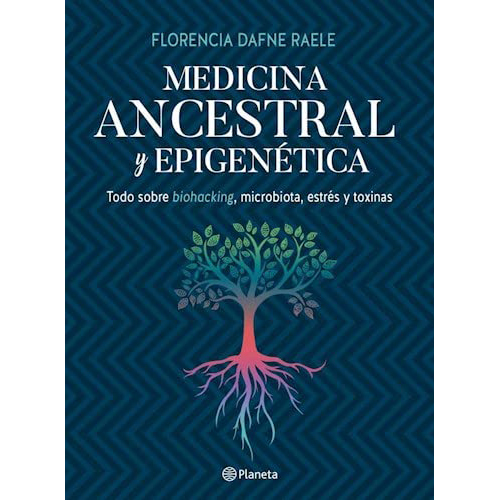 FLORENCIA DAFNE RAELE
MEDICINA
ANCESTRAL
y EPIGENÉTICA
Todo sobre biohacking, microbiota, estrés y toxinas
Planeta